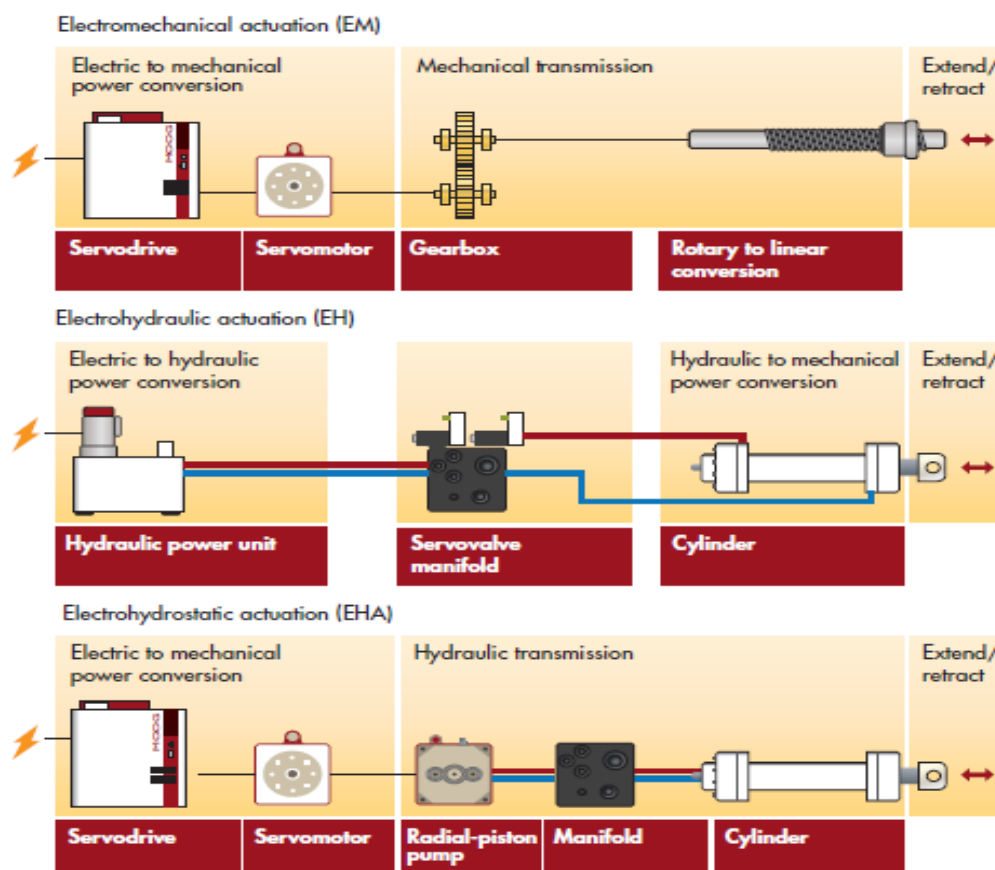 Electromechanical actuation (EM)
Electric to mechanical
power conversion
Mechanical transmission
Extend/
retract
MOOG
Servodrive
Servomotor
Gearbox
Rotary to linear
conversion
Electrohydraulic actuation (EH)
Electric to hydraulic
power conversion
Hydraulic to mechanical
power conversion
Extend/
retract
Hydraulic power unit
Servovalve
manifold
Cylinder
Electrohydrostatic actuation (EHA)
Electric to mechanical
power conversion
Hydraulic transmission
Extend/
retract
MOOG
Servodrive
Servomotor
Radial-piston
pump
Manifold
Cylinder